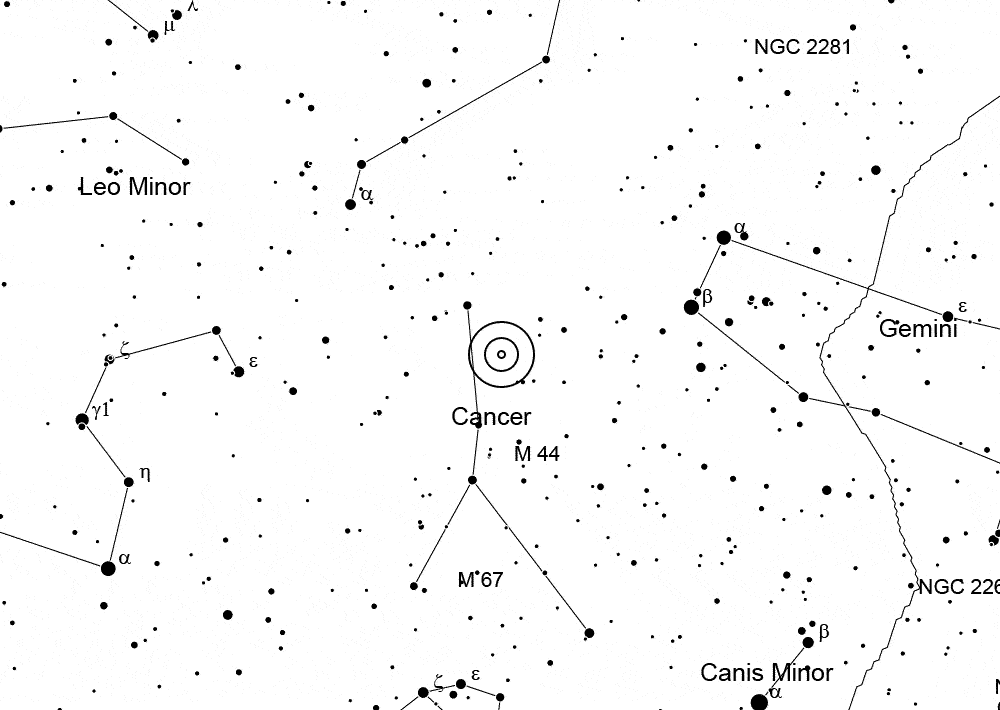 λ
μ
NGC 2281
Leo Minor
α
α
β
ε
Gemini
ζ
ε
γ1
Cancer
M 44
η
α
M 67
NGC 226
β
Canis Minor
ζ
ε
α
N